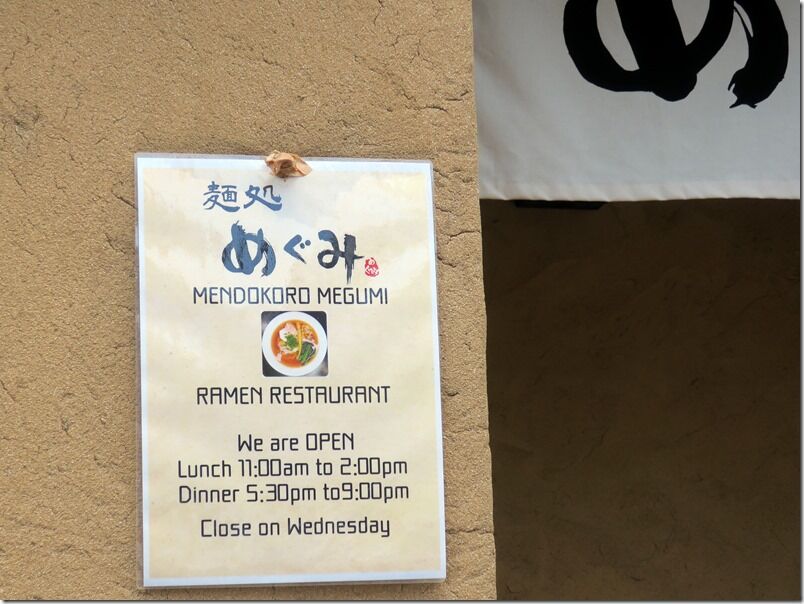 麺処
めぐみ
MENDOKORO MEGUMI
RAMEN RESTAURANT
We are OPEN
Lunch 11:00am to 2:00pm
Dinner 5:30pm to9:00pm
Close on Wednesday
め